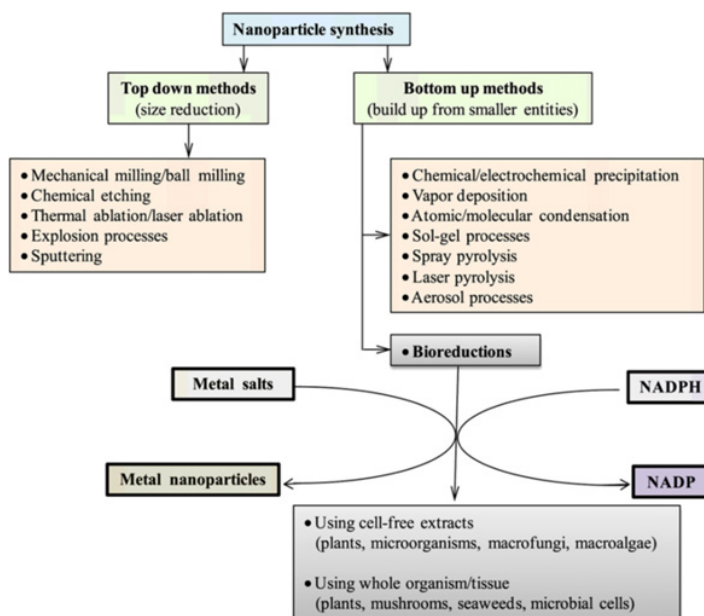 Nanoparticle synthesis
Top down methods
(size reduction)
Bottom up methods
(build up from smaller entities)
• Mechanical milling/ball milling
• Chemical etching
• Thermal ablation/laser ablation
• Explosion processes
• Sputtering
• Chemical/electrochemical precipitation
• Vapor deposition
• Atomic/molecular condensation
• Sol-gel processes
• Spray pyrolysis
• Laser pyrolysis
• Aerosol processes
• Bioreductions
Metal salts
NADPH
Metal nanoparticles
NADP
• Using cell-free extracts
(plants, microorganisms, macrofungi, macroalgae)
• Using whole organism/tissue
(plants, mushrooms, seaweeds, microbial cells)